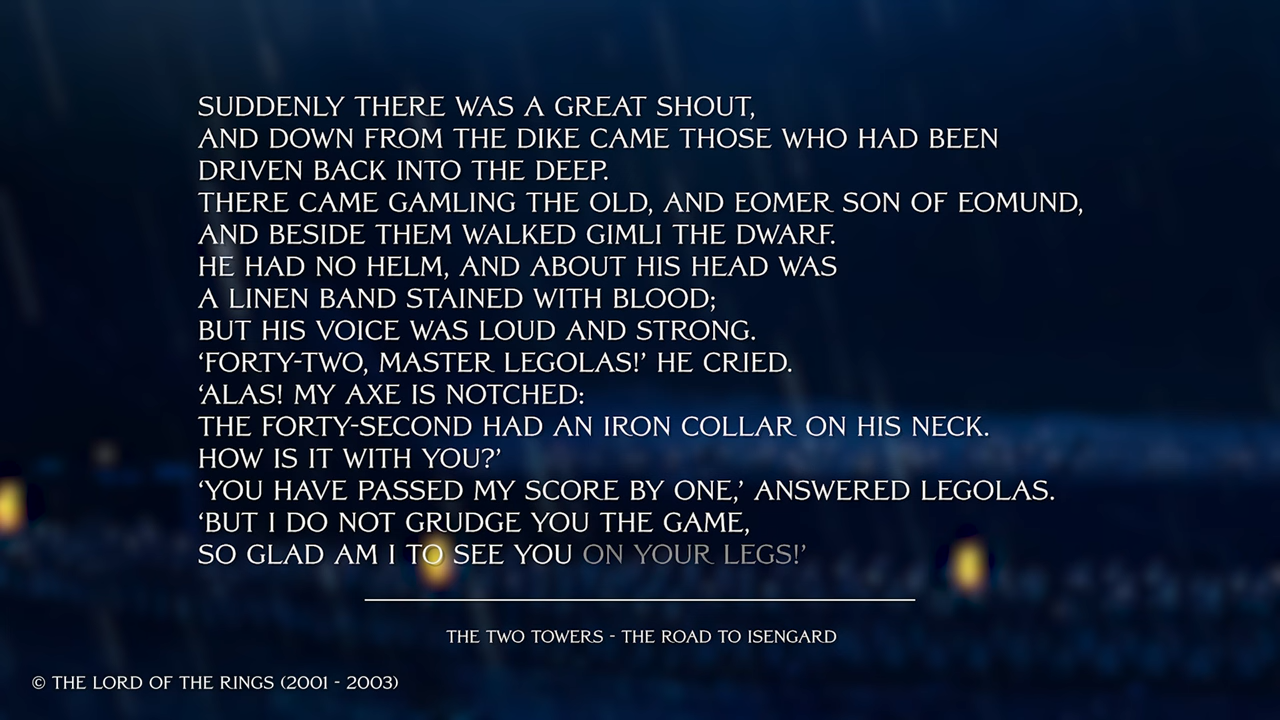 SUDDENLY THERE WAS A GREAT SHOUT,
AND DOWN FROM THE DIKE CAME THOSE WHO HAD BEEN
DRIVEN BACK INTO THE DEEP.
THERE CAME GAMLING THE OLD, AND EOMER SON OF EOMUND,
AND BESIDE THEM WALKED GIMLI THE DWARF.
HE HAD NO HELM, AND ABOUT HIS HEAD WAS
A LINEN BAND STAINED WITH BLOOD;
BUT HIS VOICE WAS LOUD AND STRONG.
‘FORTY-TWO, MASTER LEGOLAS!’ HE CRIED.
‘ALAS! MY AXE IS NOTCHED:
THE FORTY-SECOND HAD AN IRON COLLAR ON HIS NECK.
HOW IS IT WITH YOU?’
‘YOU HAVE PASSED MY SCORE BY ONE,’ ANSWERED LEGOLAS.
‘BUT I DO NOT GRUDGE YOU THE GAME,
SO GLAD AM I TO SEE YOU ON YOUR LEGS!’
THE TWO TOWERS - THE ROAD TO ISENGARD
© THE LORD OF THE RINGS (2001 - 2003)